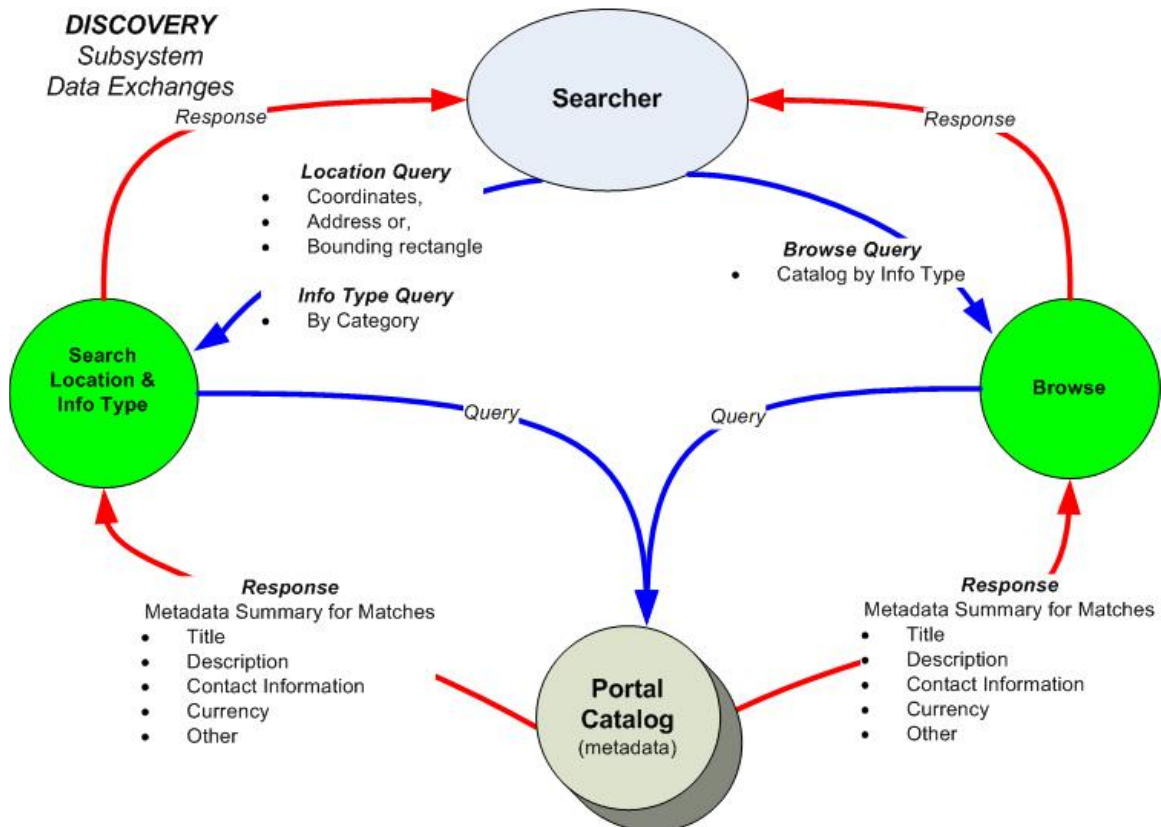 DISCOVERY
Subsystem
Data Exchanges
Searcher
Response
Response
Location Query
• Coordinates,
• Address or,
• Bounding rectangle
Info Type Query
• By Category
Browse Query
• Catalog by Info Type
Search
Location &
Info Type
Browse
Query
Query
Response
Metadata Summary for Matches
• Title
• Description
• Contact Information
• Currency
• Other
Portal
Catalog
(metadata)
Response
Metadata Summary for Matches
• Title
• Description
• Contact Information
• Currency
• Other